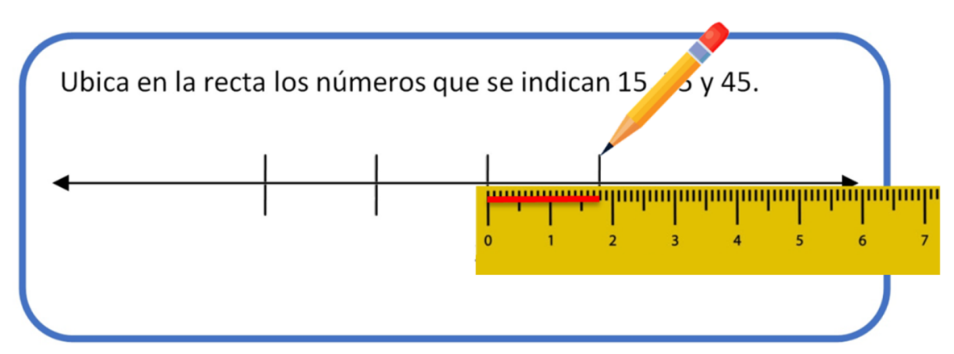 Ubica en la recta los números que se indican 15 y 45.
0 1 2 3 4 5 6 7